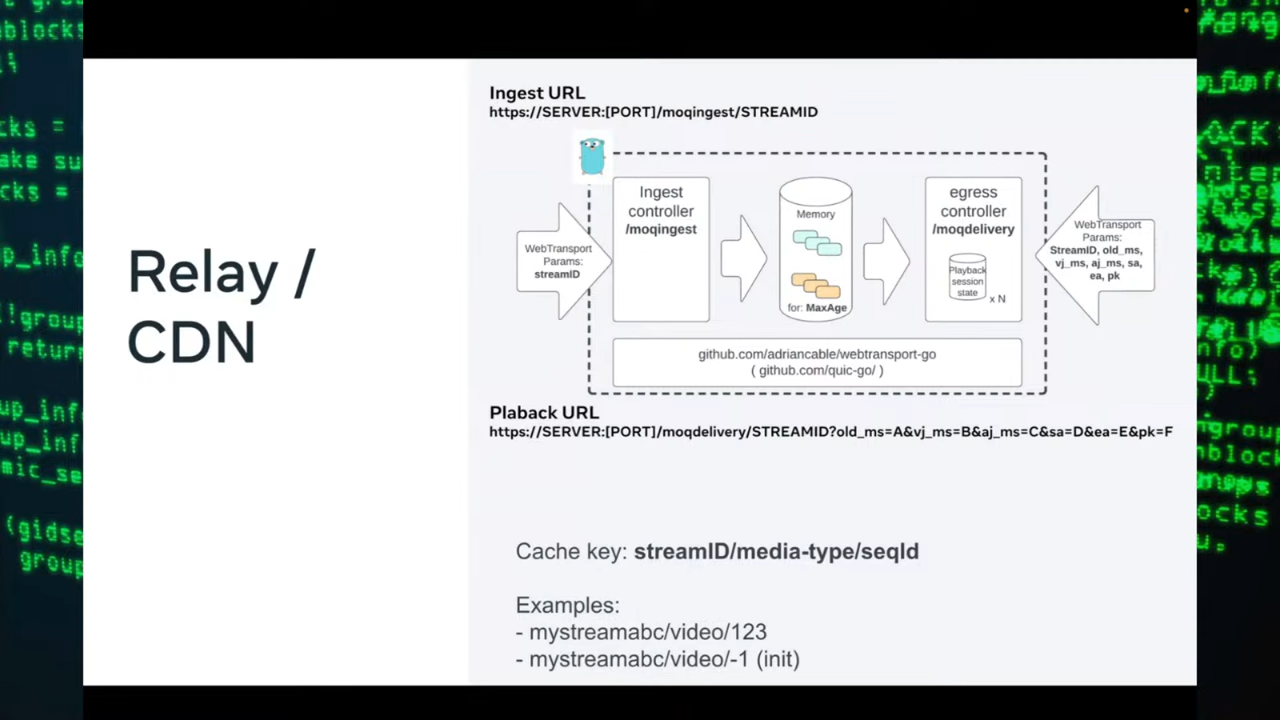 Relay /
CDN
Ingest URL
https://SERVER:[PORT]/moqingest/STREAMID
WebTransport
Params:
streamID
Ingest
controller
/moqingest
Memory
for: MaxAge
egress
controller
/moqdelivery
Playback
session
state
x N
WebTransport
Params:
StreamID, old_ms,
vj_ms, aj_ms, sa,
ea, pk
github.com/adriancable/webtransport-go
( github.com/quic-go/ )
Plaback URL
https://SERVER:[PORT]/moqdelivery/STREAMID?old_ms=A&vj_ms=B&aj_ms=C&sa=D&ea=E&pk=F
Cache key: streamID/media-type/seqId
Examples:
- mystreamabc/video/123
- mystreamabc/video/-1 (init)